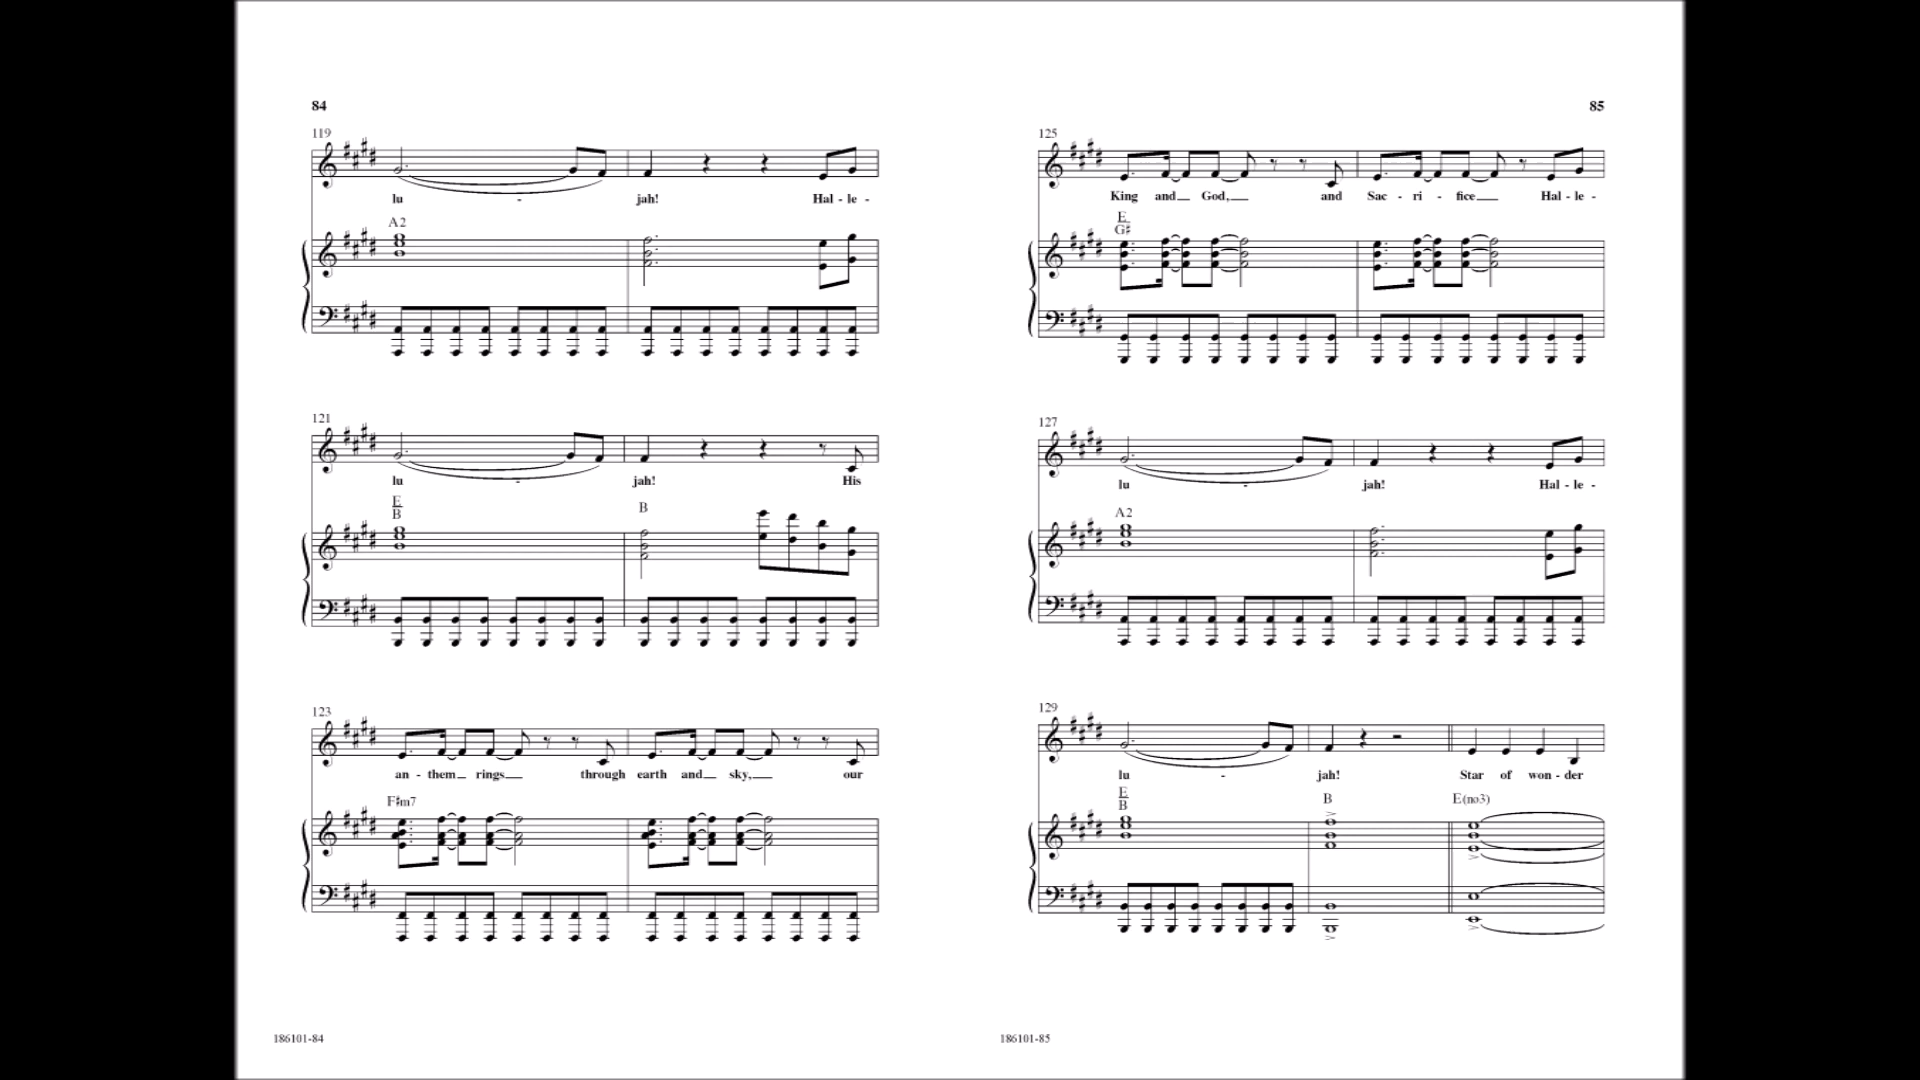 84
119
lu - jah! Hal - le -
A2
121
lu - jah! His
E
B B
123
an - them rings through earth and sky, our
F#m7
186101-84
85
125
King and God, and Sac - ri - fice Hal - le -
E
G#
127
lu - jah! Hal - le -
A2
129
lu - jah! Star of won - der
E
B B E(no3)
186101-85